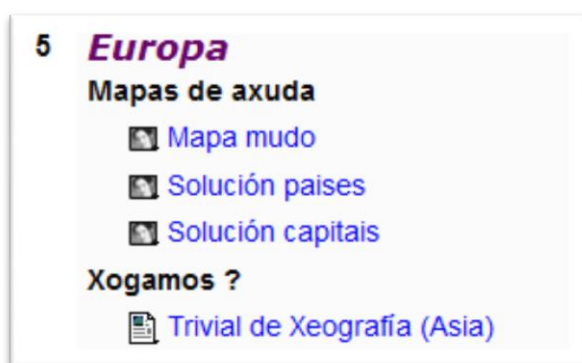 5 Europa
Mapas de axuda
Mapa mudo
Solución paises
Solución capitais
Xogamos ?
Trivial de Xeografía (Asia)